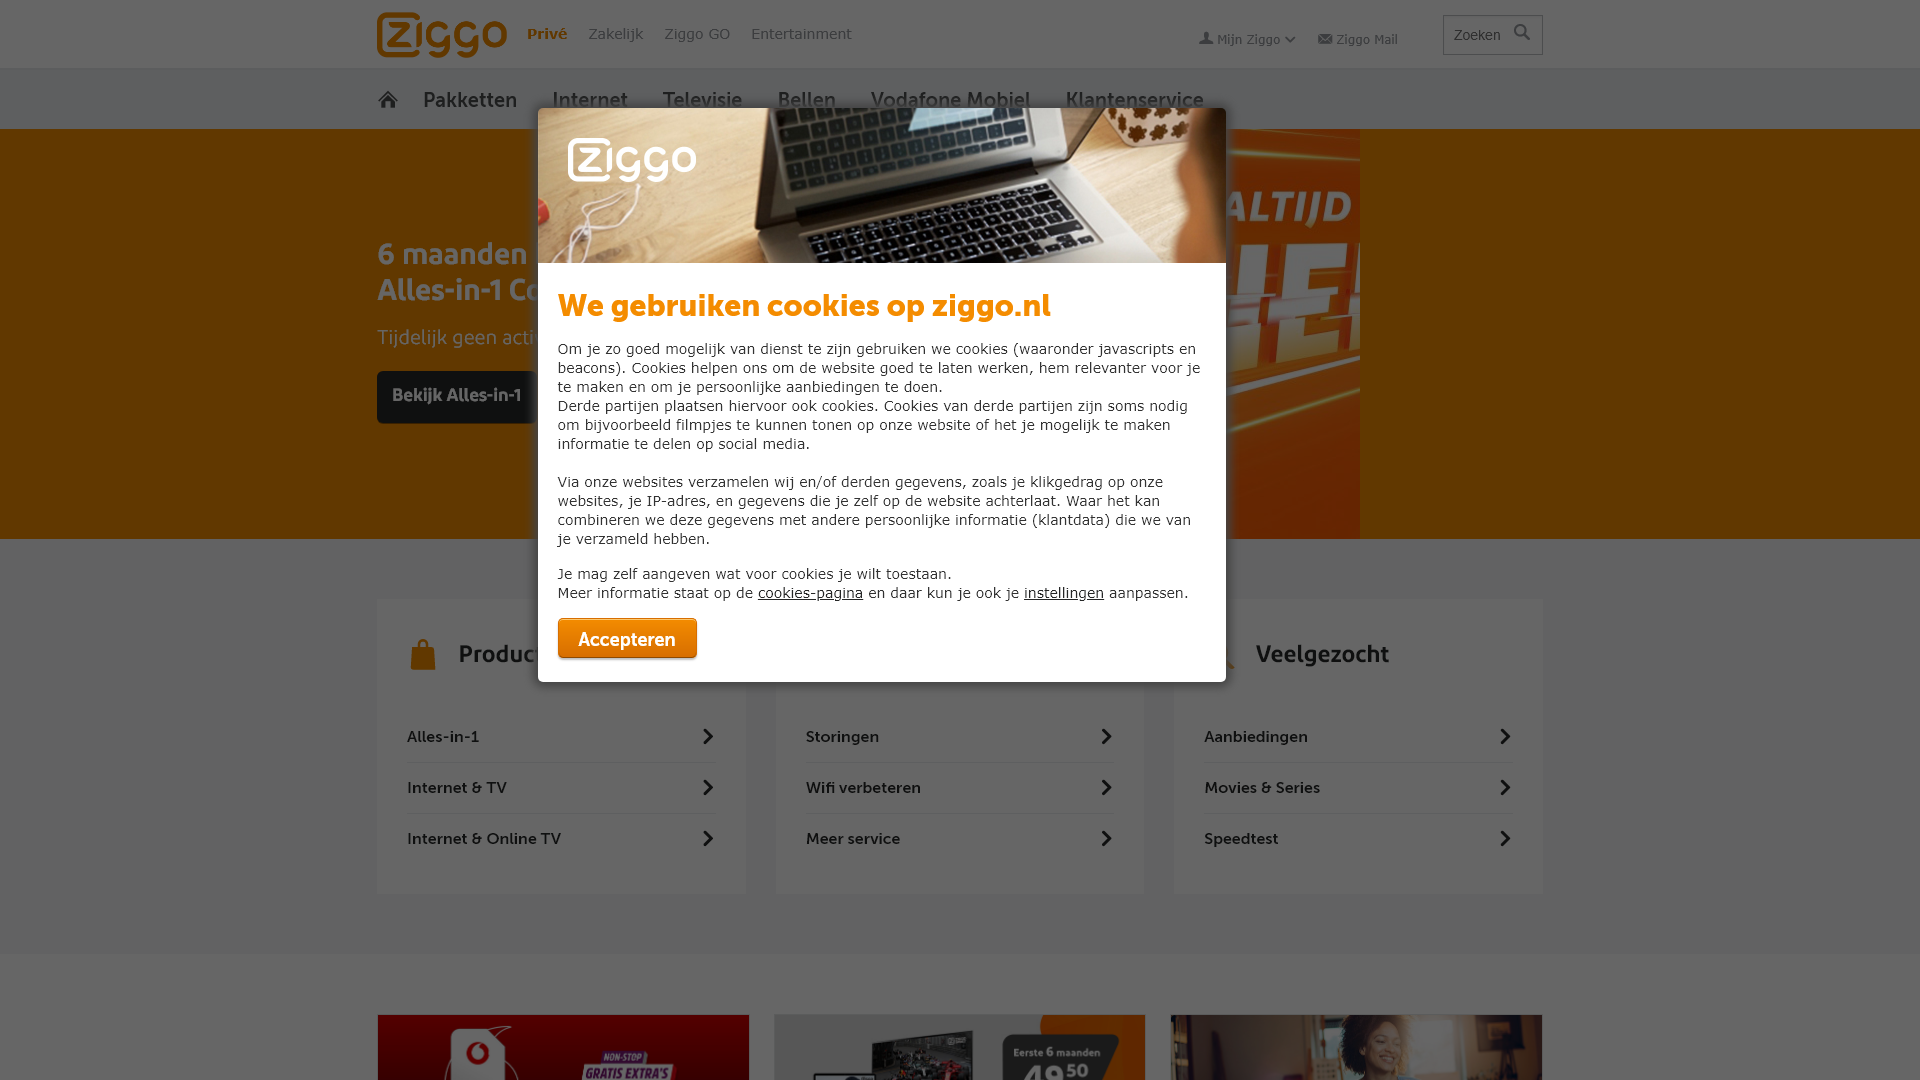 Ziggo
Privé
Zakelijk
Ziggo GO
Entertainment
Mijn Ziggo
Ziggo Mail
Zoeken
Pakketten
Internet
Televisie
Bellen
Vodafone Mobiel
Klantenservice
Ziggo
6 maanden
Alles-in-1
Tijdelijk geen
Bekijk Alles-in-1
ALTIJD
We gebruiken cookies op ziggo.nl
Om je zo goed mogelijk van dienst te zijn gebruiken we cookies (waaronder javascripts en
beacons). Cookies helpen ons om de website goed te laten werken, hem relevanter voor je
te maken en om je persoonlijke aanbiedingen te doen.
Derde partijen plaatsen hiervoor ook cookies. Cookies van derde partijen zijn soms nodig
om bijvoorbeeld filmpjes te kunnen tonen op onze website of het je mogelijk te maken
informatie te delen op social media.
Via onze websites verzamelen wij en/of derden gegevens, zoals je klikgedrag op onze
websites, je IP-adres, en gegevens die je zelf op de website achterlaat. Waar het kan
combineren we deze gegevens met andere persoonlijke informatie (klantdata) die we van
je verzameld hebben.
Je mag zelf aangeven wat voor cookies je wilt toestaan.
Meer informatie staat op de cookies-pagina en daar kun je ook je instellingen aanpassen.
Accepteren
Veelgezocht
Alles-in-1
Internet & TV
Internet & Online TV
Storingen
Wifi verbeteren
Meer service
Aanbiedingen
Movies & Series
Speedtest
NON-STOP
GRATIS EXTRA'S
Eerste 6 maanden
49.50